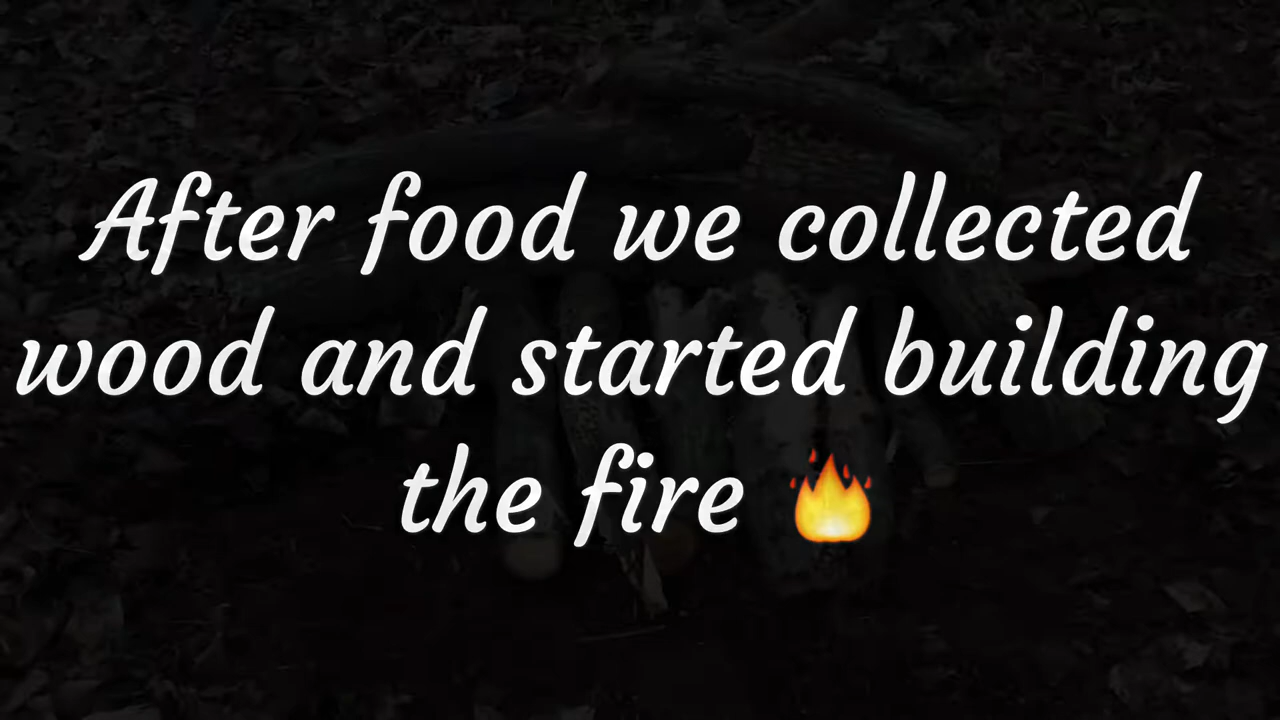 After food we collected
wood and started building
the fire 🔥